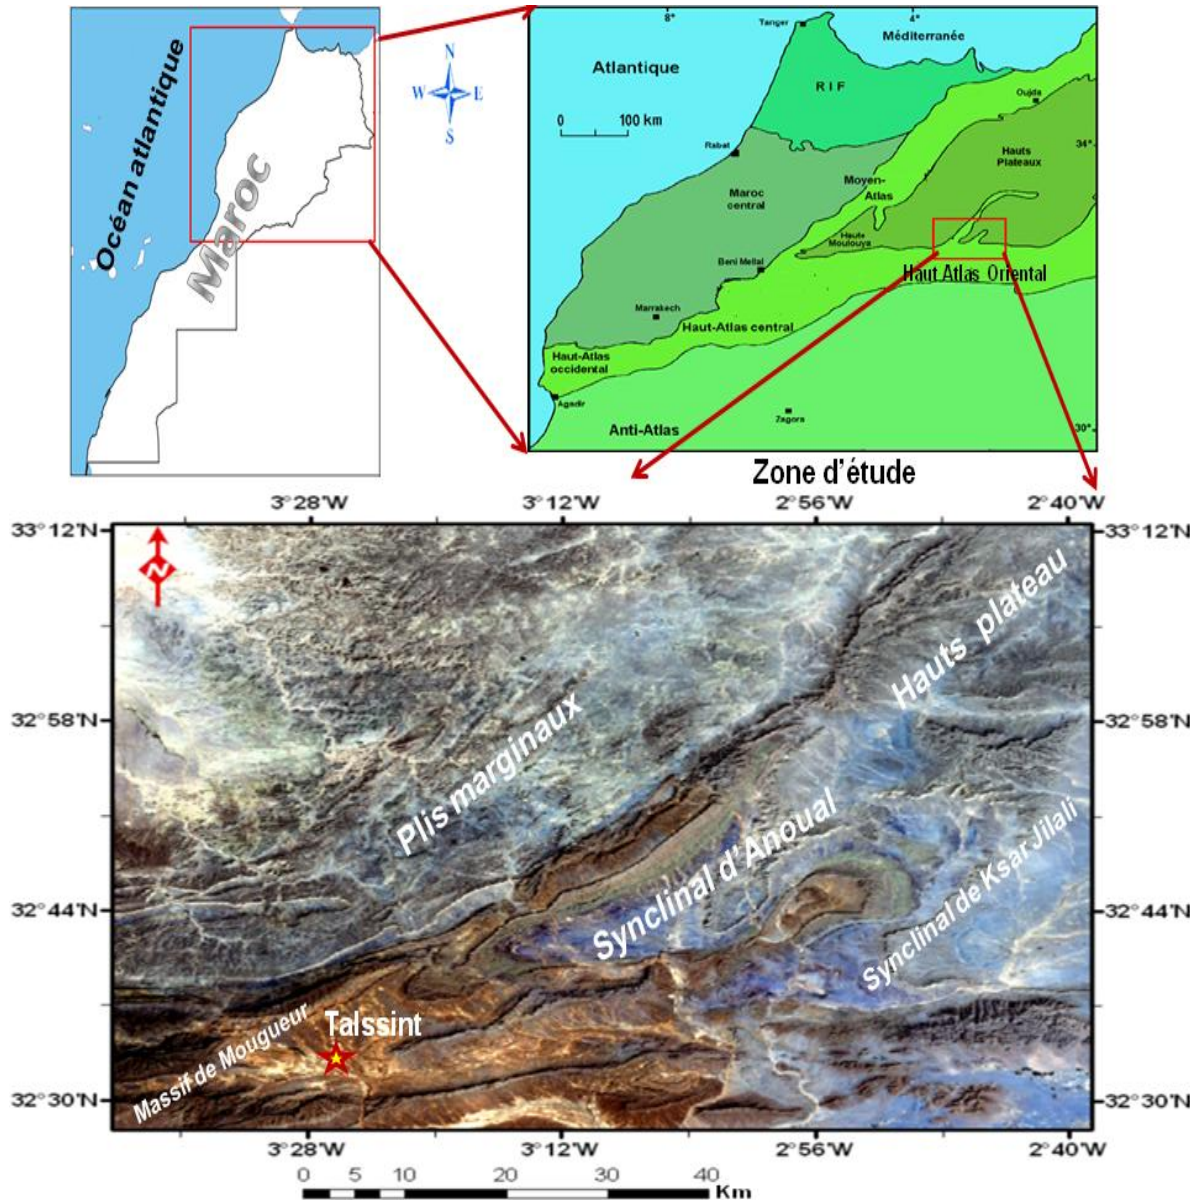 Océan atlantique
Maroc
N
W E
S
8°
4°
Tanger
Méditerranée
Atlantique
RIF
Oujda
0 100 km
34°
Rabat
Hauts
Plateaux
Moyen-
Atlas
Maroc
central
Haute
Moulouya
Beni Mellal
Haut Atlas Oriental
Marrakech
Haut-Atlas central
Haut-Atlas
occidental
Agadir
Zagora
Anti-Atlas
30°
Zone d'étude
3°28'W 3°12'W 2°56'W 2°40'W
33°12'N 33°12'N
N
Hauts plateau
32°58'N 32°58'N
Plis marginaux
Synclinal d'Anoual
Synclinal de Ksar Jilali
32°44'N 32°44'N
Massif de Mougueur
Talssint
32°30'N 32°30'N
3°28'W 3°12'W 2°56'W 2°40'W
0 5 10 20 30 40
Km